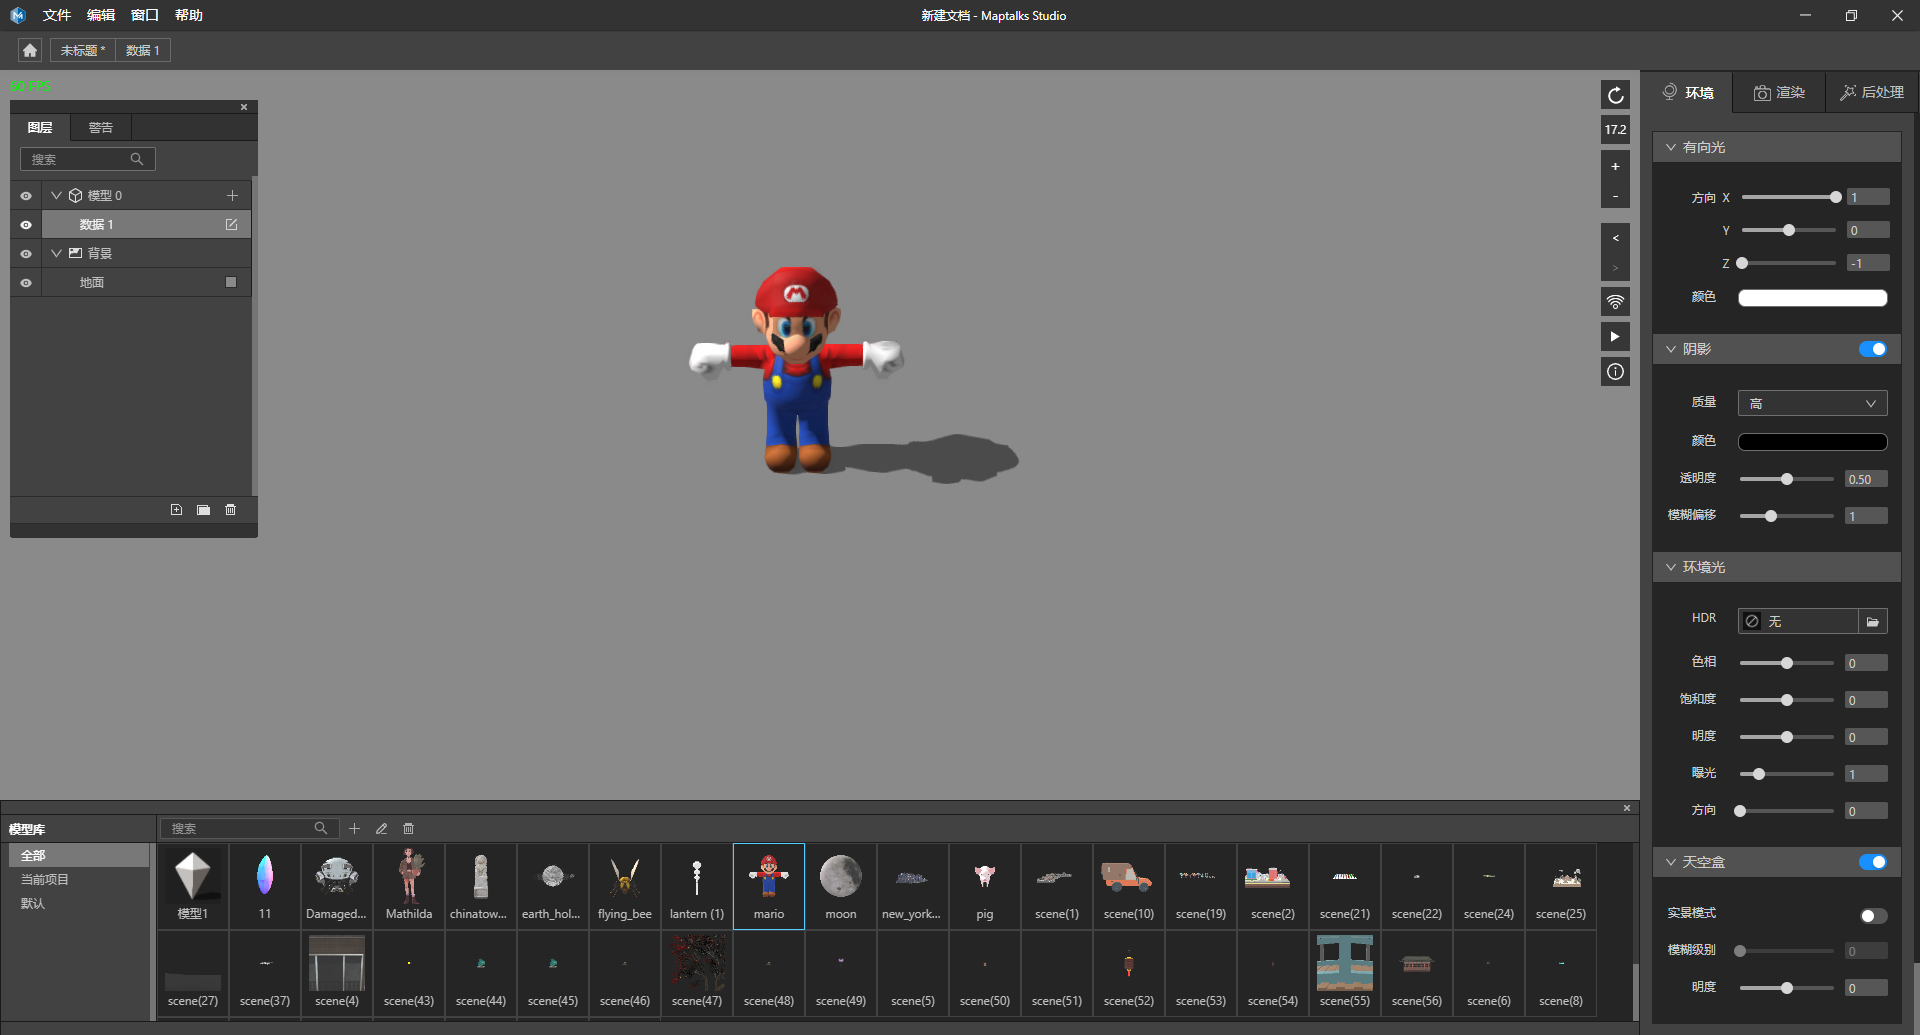 文件 编辑 窗口 帮助
新建文档 - Maptalks Studio
未标题 * 数据 1
60 FPS
图层 警告
搜索
模型 0
数据 1
背景
地面
17.2
+
-
<
>
环境 渲染 后处理
有向光
方向 X 1
Y 0
Z -1
颜色
阴影
质量 高
颜色
透明度 0.50
模糊偏移 1
环境光
HDR 无
色相 0
饱和度 0
明度 0
曝光 1
方向 0
天空盒
实景模式
模糊级别 0
明度 0
模型库
全部
当前项目
默认
搜索
模型1 11 Damaged... Mathilda chinatow... earth_hol... flying_bee lantern (1) mario moon new_york... pig scene(1) scene(10) scene(19) scene(2) scene(21) scene(22) scene(24) scene(25)
scene(27) scene(37) scene(4) scene(43) scene(44) scene(45) scene(46) scene(47) scene(48) scene(49) scene(5) scene(50) scene(51) scene(52) scene(53) scene(54) scene(55) scene(56) scene(6) scene(8)